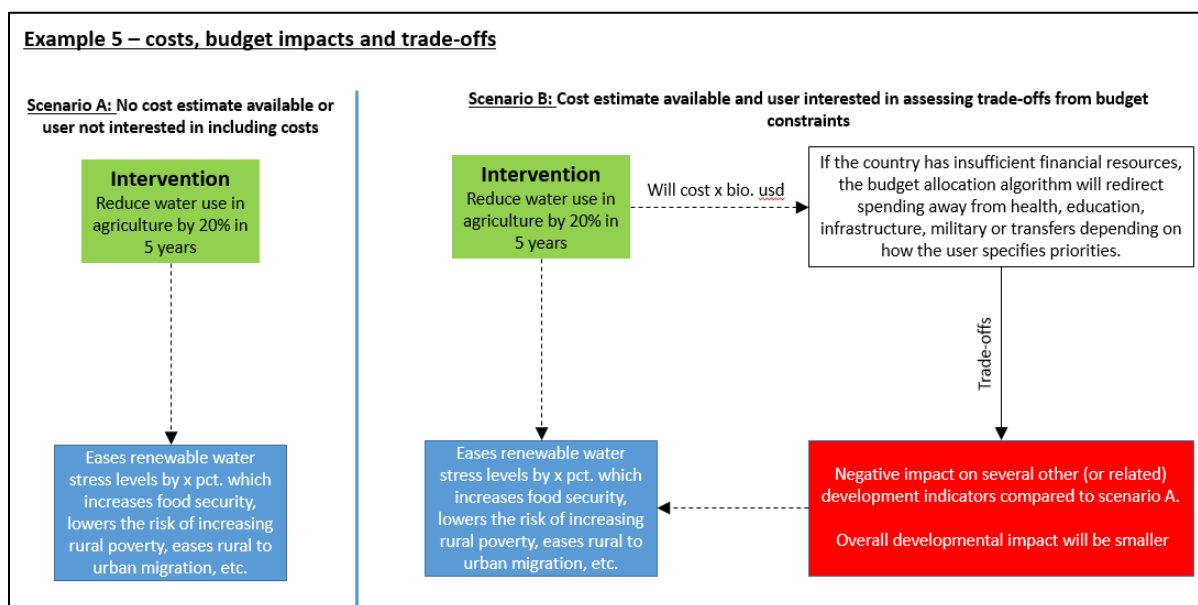 Example 5 – costs, budget impacts and trade-offs
Scenario A: No cost estimate available or
user not interested in including costs
Intervention
Reduce water use in
agriculture by 20% in
5 years
Eases renewable water
stress levels by x pct. which
increases food security,
lowers the risk of increasing
rural poverty, eases rural to
urban migration, etc.
Scenario B: Cost estimate available and user interested in assessing trade-offs from budget
constraints
Intervention
Reduce water use in
agriculture by 20% in
5 years
Will cost x bio. usd
If the country has insufficient financial resources,
the budget allocation algorithm will redirect
spending away from health, education,
infrastructure, military or transfers depending on
how the user specifies priorities.
Trade-offs
Eases renewable water
stress levels by x pct. which
increases food security,
lowers the risk of increasing
rural poverty, eases rural to
urban migration, etc.
Negative impact on several other (or related)
development indicators compared to scenario A.
Overall developmental impact will be smaller